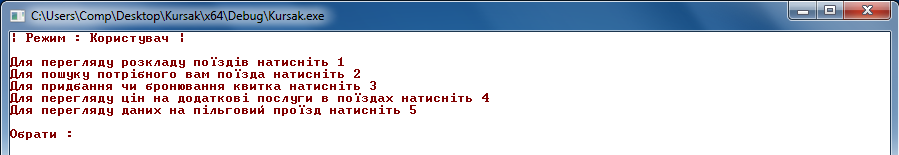 C:\Users\Comp\Desktop\Kursak\x64\Debug\Kursak.exe
| Режим : Користувач |
Для перегляду розкладу поїздів натисніть 1
Для пошуку потрібного вам поїзда натисніть 2
Для придбання чи бронювання квитка натисніть 3
Для перегляду цін на додаткові послуги в поїздах натисніть 4
Для перегляду даних на пільговий проїзд натисніть 5
Обрати :